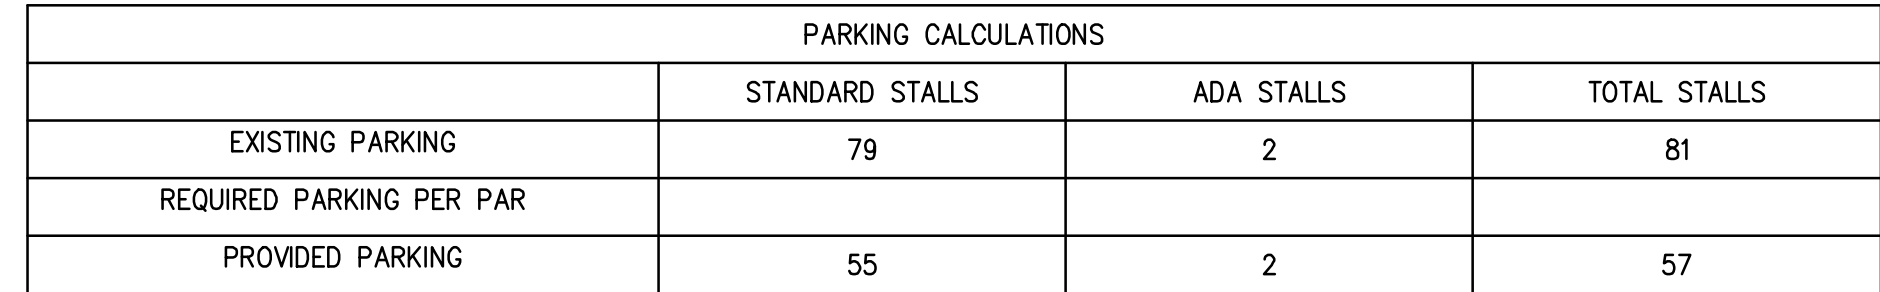 PARKING CALCULATIONS
STANDARD STALLS ADA STALLS TOTAL STALLS
EXISTING PARKING 79 2 81
REQUIRED PARKING PER PAR
PROVIDED PARKING 55 2 57